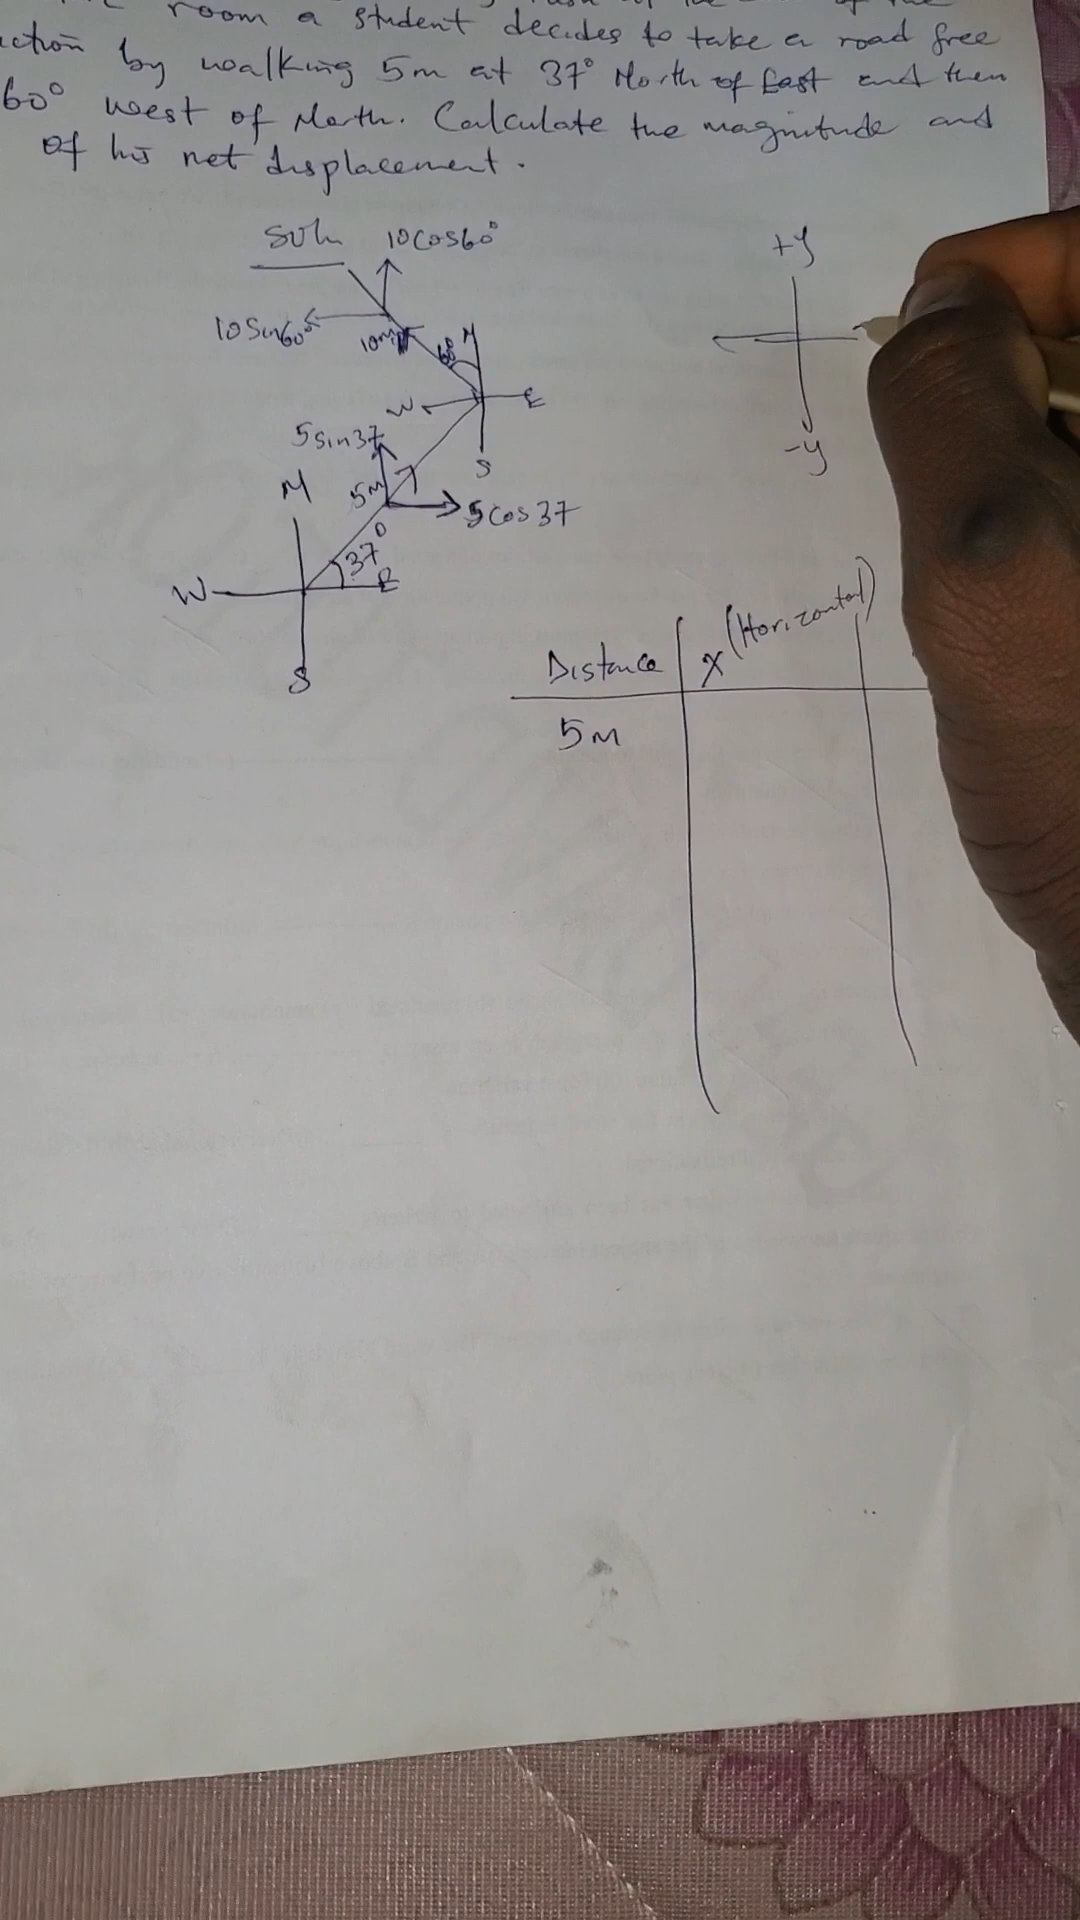 room a student decides to take a road free
by walking 5m at 37° North of East and then
60° west of North. Calculate the magnitude and
of his net displacement.
soln 10cos60°
+y
10sin60°
10m
60°
N
W
E
5sin37
S
-y
N
5m
5cos37
37°
W
E
S
Distance
x (Horizontal)
5m